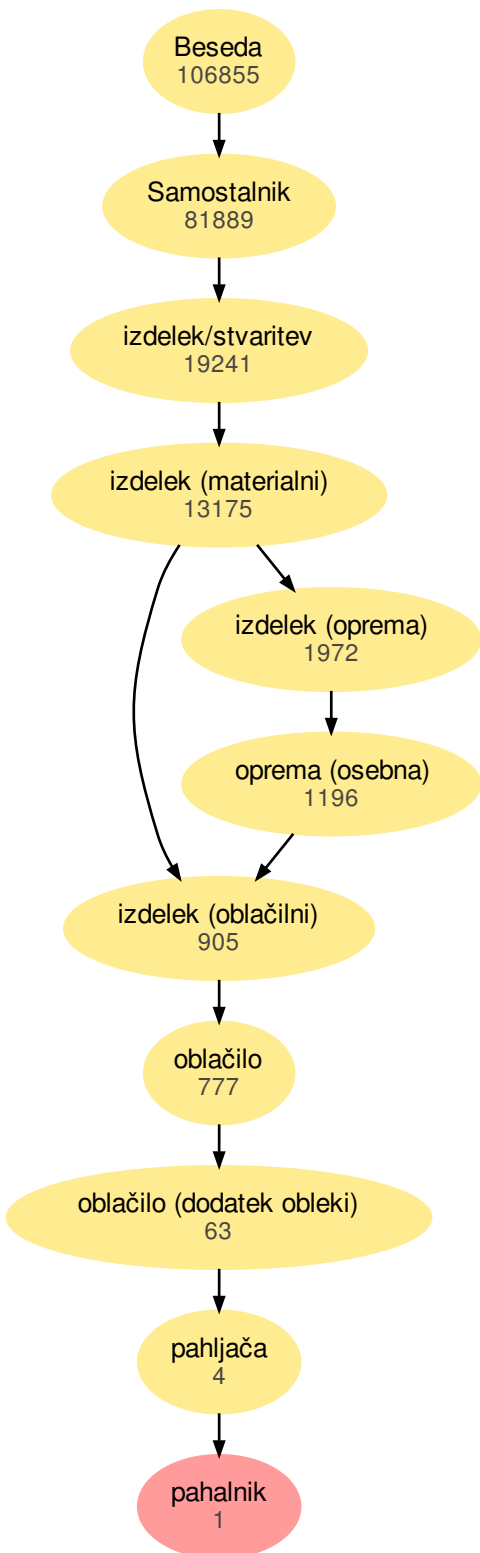 Beseda
106855
Samostalnik
81889
izdelek/stvaritev
19241
izdelek (materialni)
13175
izdelek (oprema)
1972
oprema (osebna)
1196
izdelek (oblačilni)
905
oblačilo
777
oblačilo (dodatek obleki)
63
pahljača
4
pahalnik
1